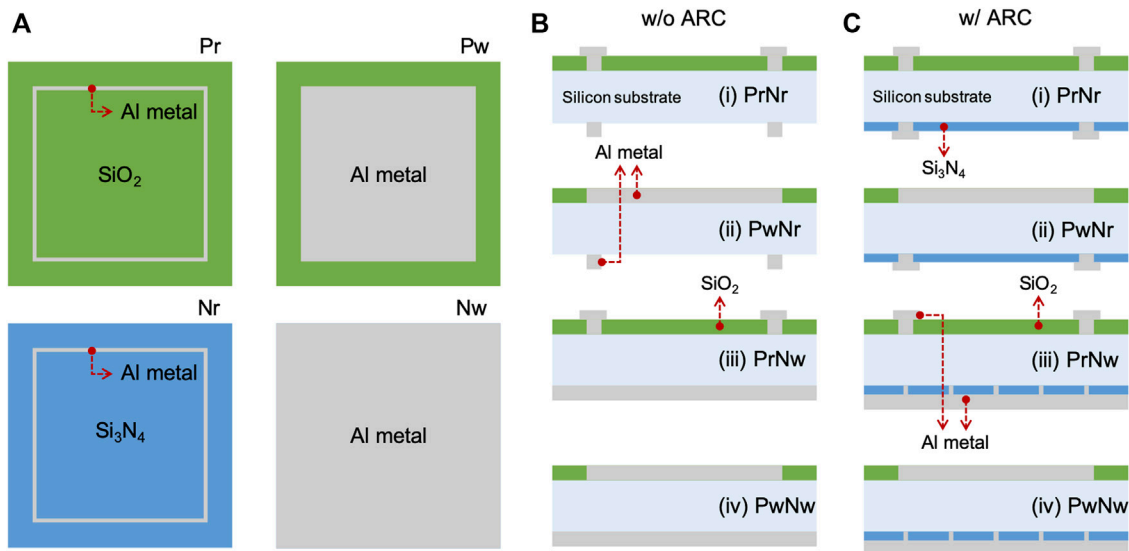 A
Pr
Al metal
SiO₂
Pw
Al metal
Nr
Al metal
Si₃N₄
Nw
Al metal
B
w/o ARC
Silicon substrate
(i) PrNr
Al metal
(ii) PwNr
SiO₂
(iii) PrNw
(iv) PwNw
C
w/ ARC
Silicon substrate
(i) PrNr
Si₃N₄
(ii) PwNr
SiO₂
(iii) PrNw
Al metal
(iv) PwNw